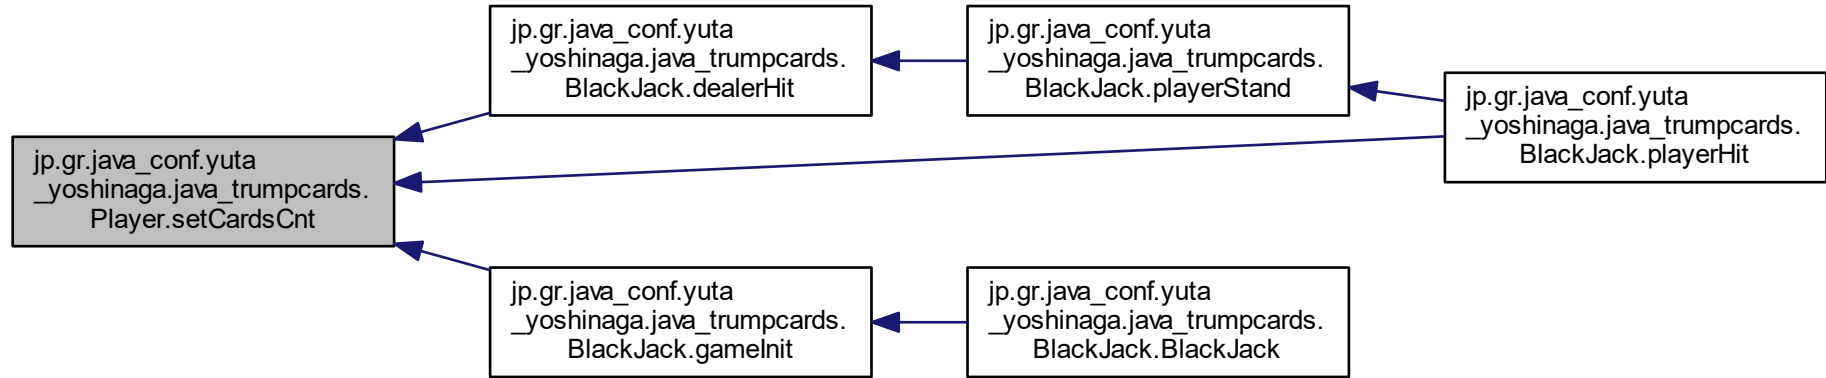 jp.gr.java_conf.yuta
_yoshinaga.java_trumpcards.
Player.setCardsCnt
jp.gr.java_conf.yuta
_yoshinaga.java_trumpcards.
BlackJack.dealerHit
jp.gr.java_conf.yuta
_yoshinaga.java_trumpcards.
BlackJack.playerStand
jp.gr.java_conf.yuta
_yoshinaga.java_trumpcards.
BlackJack.playerHit
jp.gr.java_conf.yuta
_yoshinaga.java_trumpcards.
BlackJack.gameInit
jp.gr.java_conf.yuta
_yoshinaga.java_trumpcards.
BlackJack.BlackJack